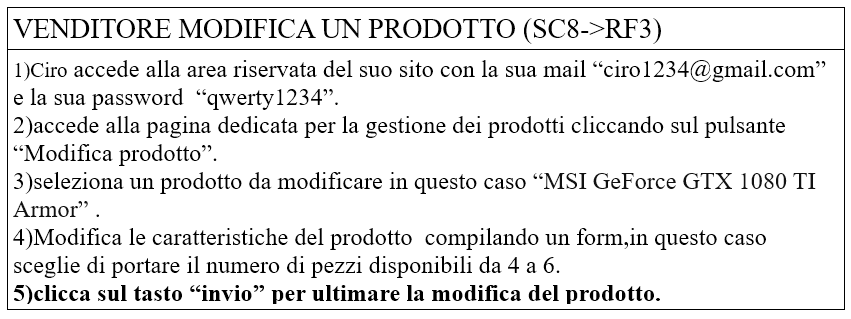 VENDITORE MODIFICA UN PRODOTTO (SC8->RF3)
1)Ciro accede alla area riservata del suo sito con la sua mail “ciro1234@gmail.com”
e la sua password  “qwerty1234”.
2)accede alla pagina dedicata per la gestione dei prodotti cliccando sul pulsante
“Modifica prodotto”.
3)seleziona un prodotto da modificare in questo caso “MSI GeForce GTX 1080 TI
Armor” .
4)Modifica le caratteristiche del prodotto  compilando un form,in questo caso
sceglie di portare il numero di pezzi disponibili da 4 a 6.
5)clicca sul tasto “invio” per ultimare la modifica del prodotto.